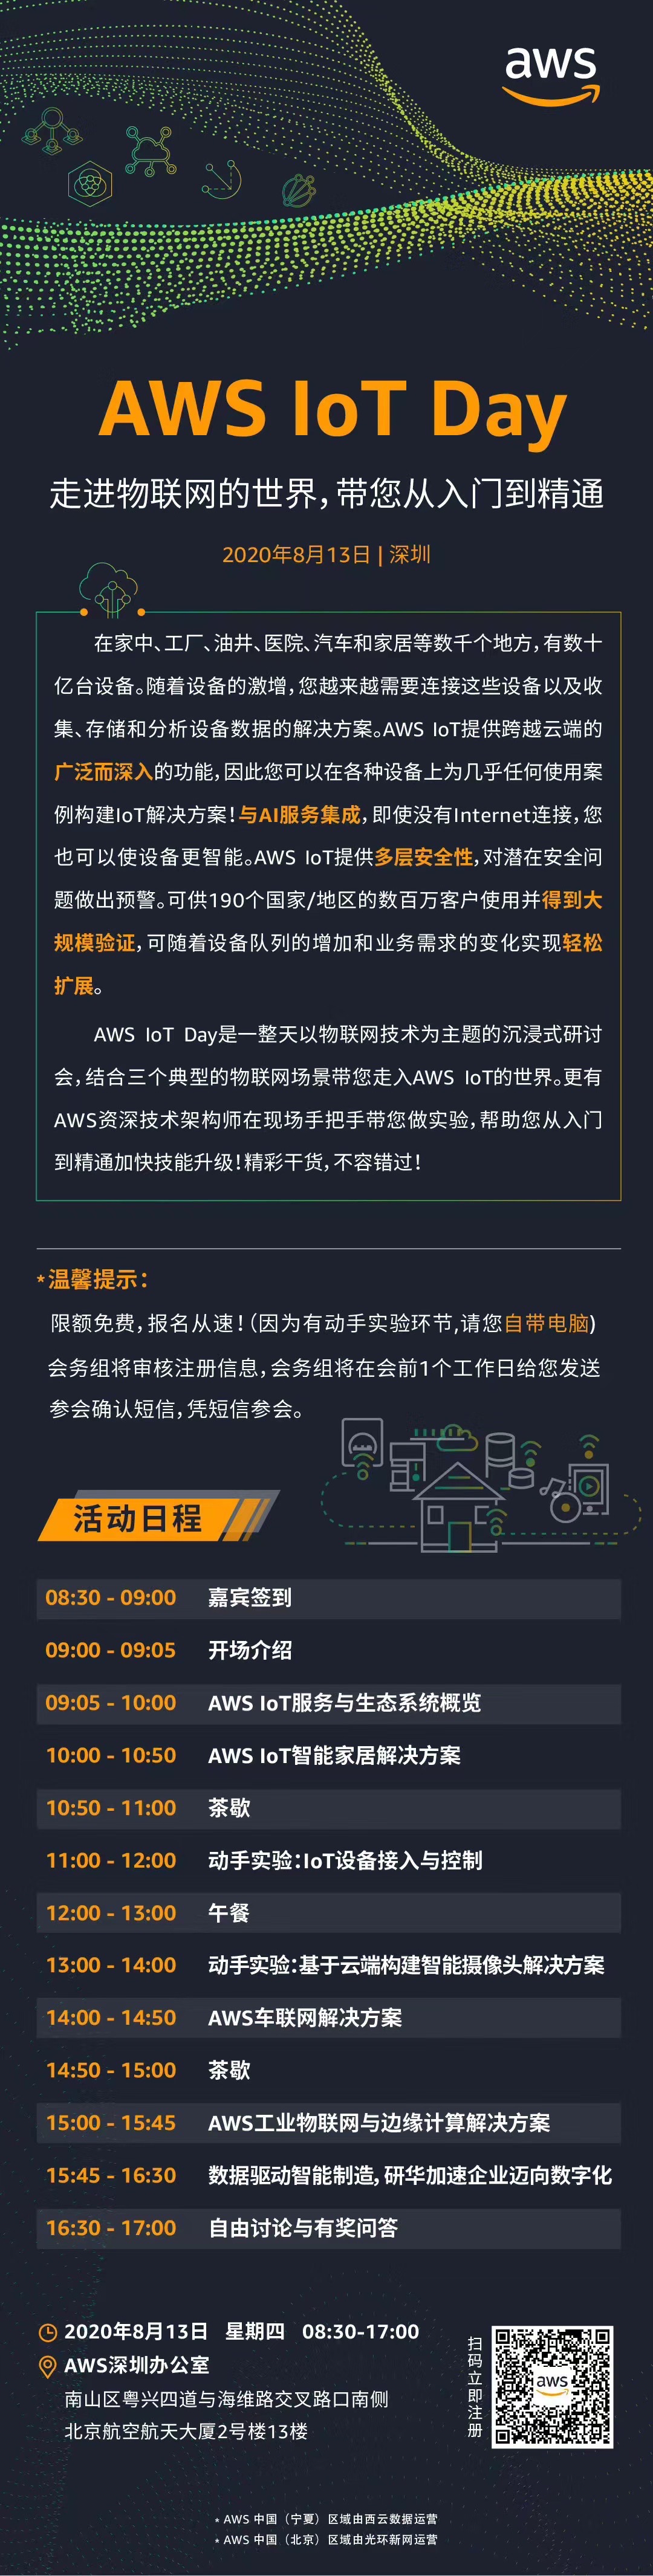 aws
AWS IoT Day
走进物联网的世界，带您从入门到精通
2020年8月13日 | 深圳
在家中、工厂、油井、医院、汽车和家居等数千个地方，有数十
亿台设备。随着设备的激增，您越来越需要连接这些设备以及收
集、存储和分析设备数据的解决方案。AWS IoT提供跨越云端的
广泛而深入的功能，因此您可以在各种设备上为几乎任何使用案
例构建IoT解决方案！与AI服务集成，即使没有Internet连接，您
也可以使设备更智能。AWS IoT提供多层安全性，对潜在安全问
题做出预警。可供190个国家/地区的数百万客户使用并得到大
规模验证，可随着设备队列的增加和业务需求的变化实现轻松
扩展。
AWS IoT Day是一整天以物联网技术为主题的沉浸式研讨
会，结合三个典型的物联网场景带您走入AWS IoT的世界。更有
AWS资深技术架构师在现场手把手带您做实验，帮助您从入门
到精通加快技能升级！精彩干货，不容错过！
*温馨提示：
限额免费，报名从速！（因为有动手实验环节,请您自带电脑)
会务组将审核注册信息，会务组将在会前1个工作日给您发送
参会确认短信，凭短信参会。
活动日程
08:30 - 09:00 嘉宾签到
09:00 - 09:05 开场介绍
09:05 - 10:00 AWS IoT服务与生态系统概览
10:00 - 10:50 AWS IoT智能家居解决方案
10:50 - 11:00 茶歇
11:00 - 12:00 动手实验：IoT设备接入与控制
12:00 - 13:00 午餐
13:00 - 14:00 动手实验：基于云端构建智能摄像头解决方案
14:00 - 14:50 AWS车联网解决方案
14:50 - 15:00 茶歇
15:00 - 15:45 AWS工业物联网与边缘计算解决方案
15:45 - 16:30 数据驱动智能制造，研华加速企业迈向数字化
16:30 - 17:00 自由讨论与有奖问答
2020年8月13日 星期四 08:30-17:00
AWS深圳办公室
南山区粤兴四道与海维路交叉路口南侧
北京航空航天大厦2号楼13楼
扫码立即注册
aws
* AWS 中国（宁夏）区域由西云数据运营
* AWS 中国（北京）区域由光环新网运营